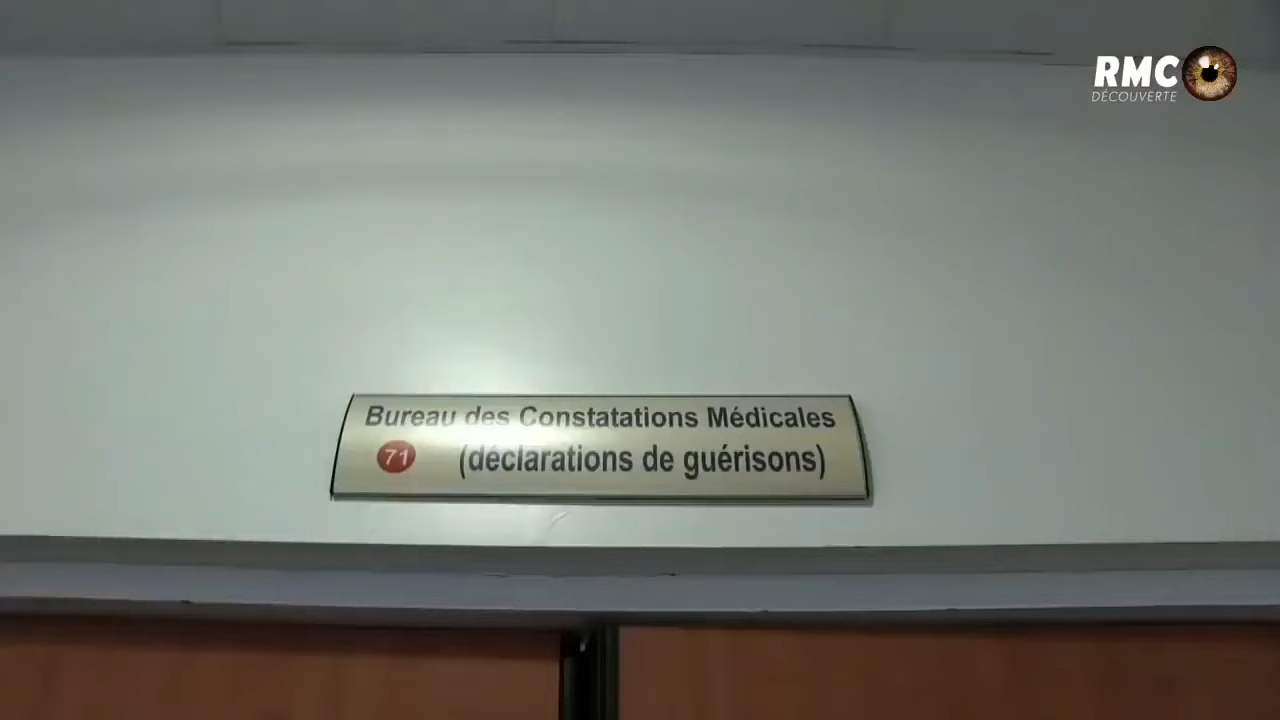 RMC
DÉCOUVERTE
Bureau des Constatations Médicales
71 (déclarations de guérisons)